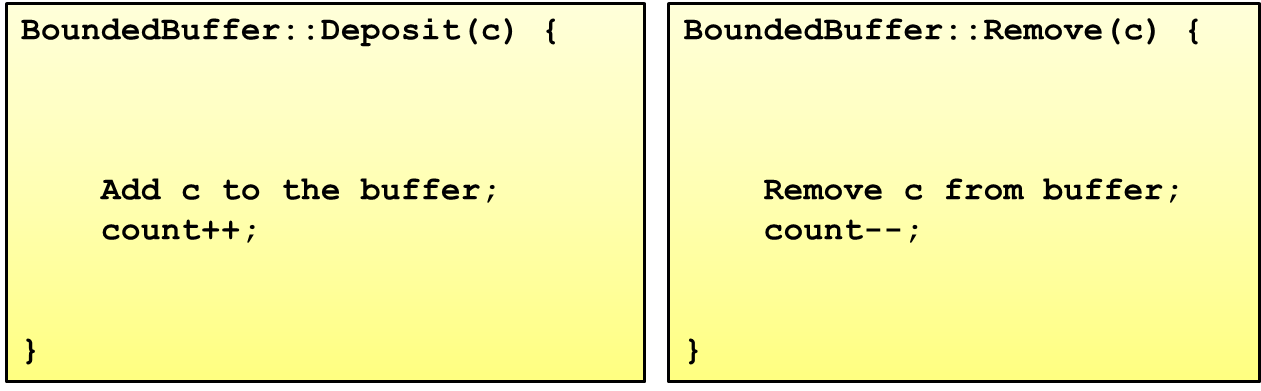 BoundedBuffer::Deposit(c) {
Add c to the buffer;
count++;
}
BoundedBuffer::Remove(c) {
Remove c from buffer;
count--;
}